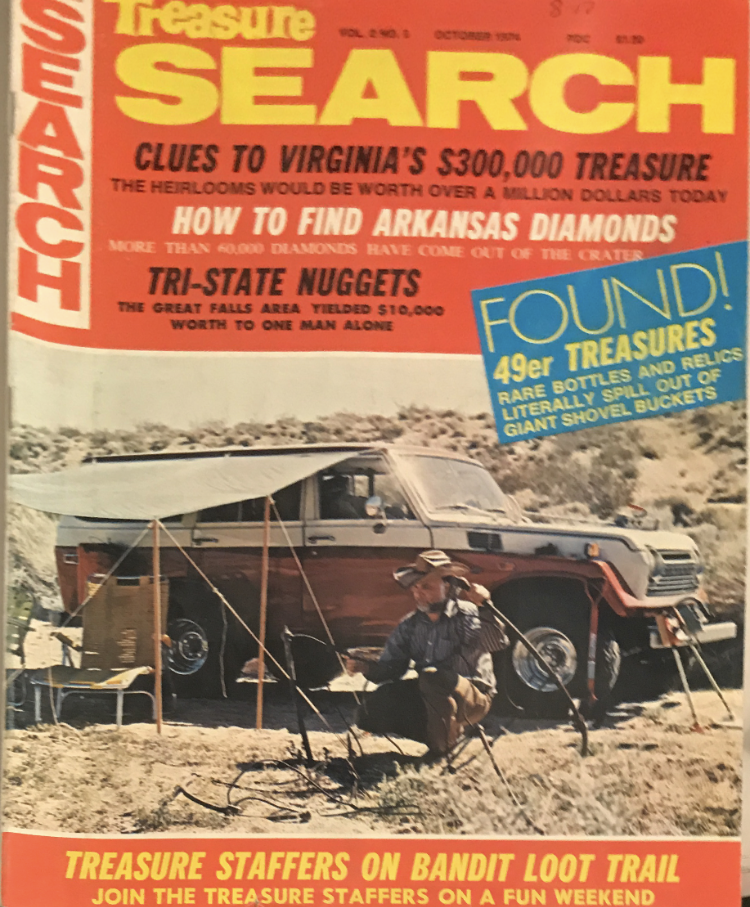 SEARCH
Treasure
VOL. 2 NO. 5 OCTOBER 1974 PDC $1.50
SEARCH
CLUES TO VIRGINIA'S $300,000 TREASURE
THE HEIRLOOMS WOULD BE WORTH OVER A MILLION DOLLARS TODAY
HOW TO FIND ARKANSAS DIAMONDS
MORE THAN 60,000 DIAMONDS HAVE COME OUT OF THE CRATER
TRI-STATE NUGGETS
THE GREAT FALLS AREA YIELDED $10,000
WORTH TO ONE MAN ALONE
FOUND!
49er TREASURES
RARE BOTTLES AND RELICS
LITERALLY SPILL OUT OF
GIANT SHOVEL BUCKETS
TREASURE STAFFERS ON BANDIT LOOT TRAIL
JOIN THE TREASURE STAFFERS ON A FUN WEEKEND